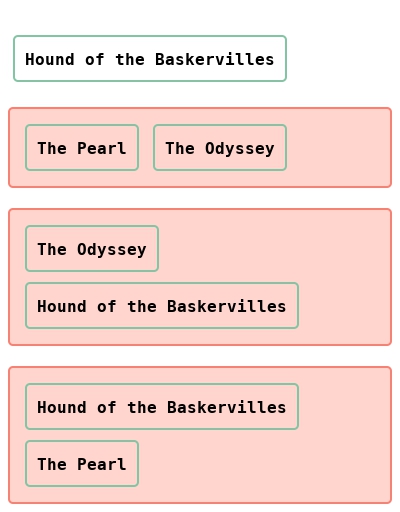 Hound of the Baskervilles
The Pearl The Odyssey
The Odyssey
Hound of the Baskervilles
Hound of the Baskervilles
The Pearl